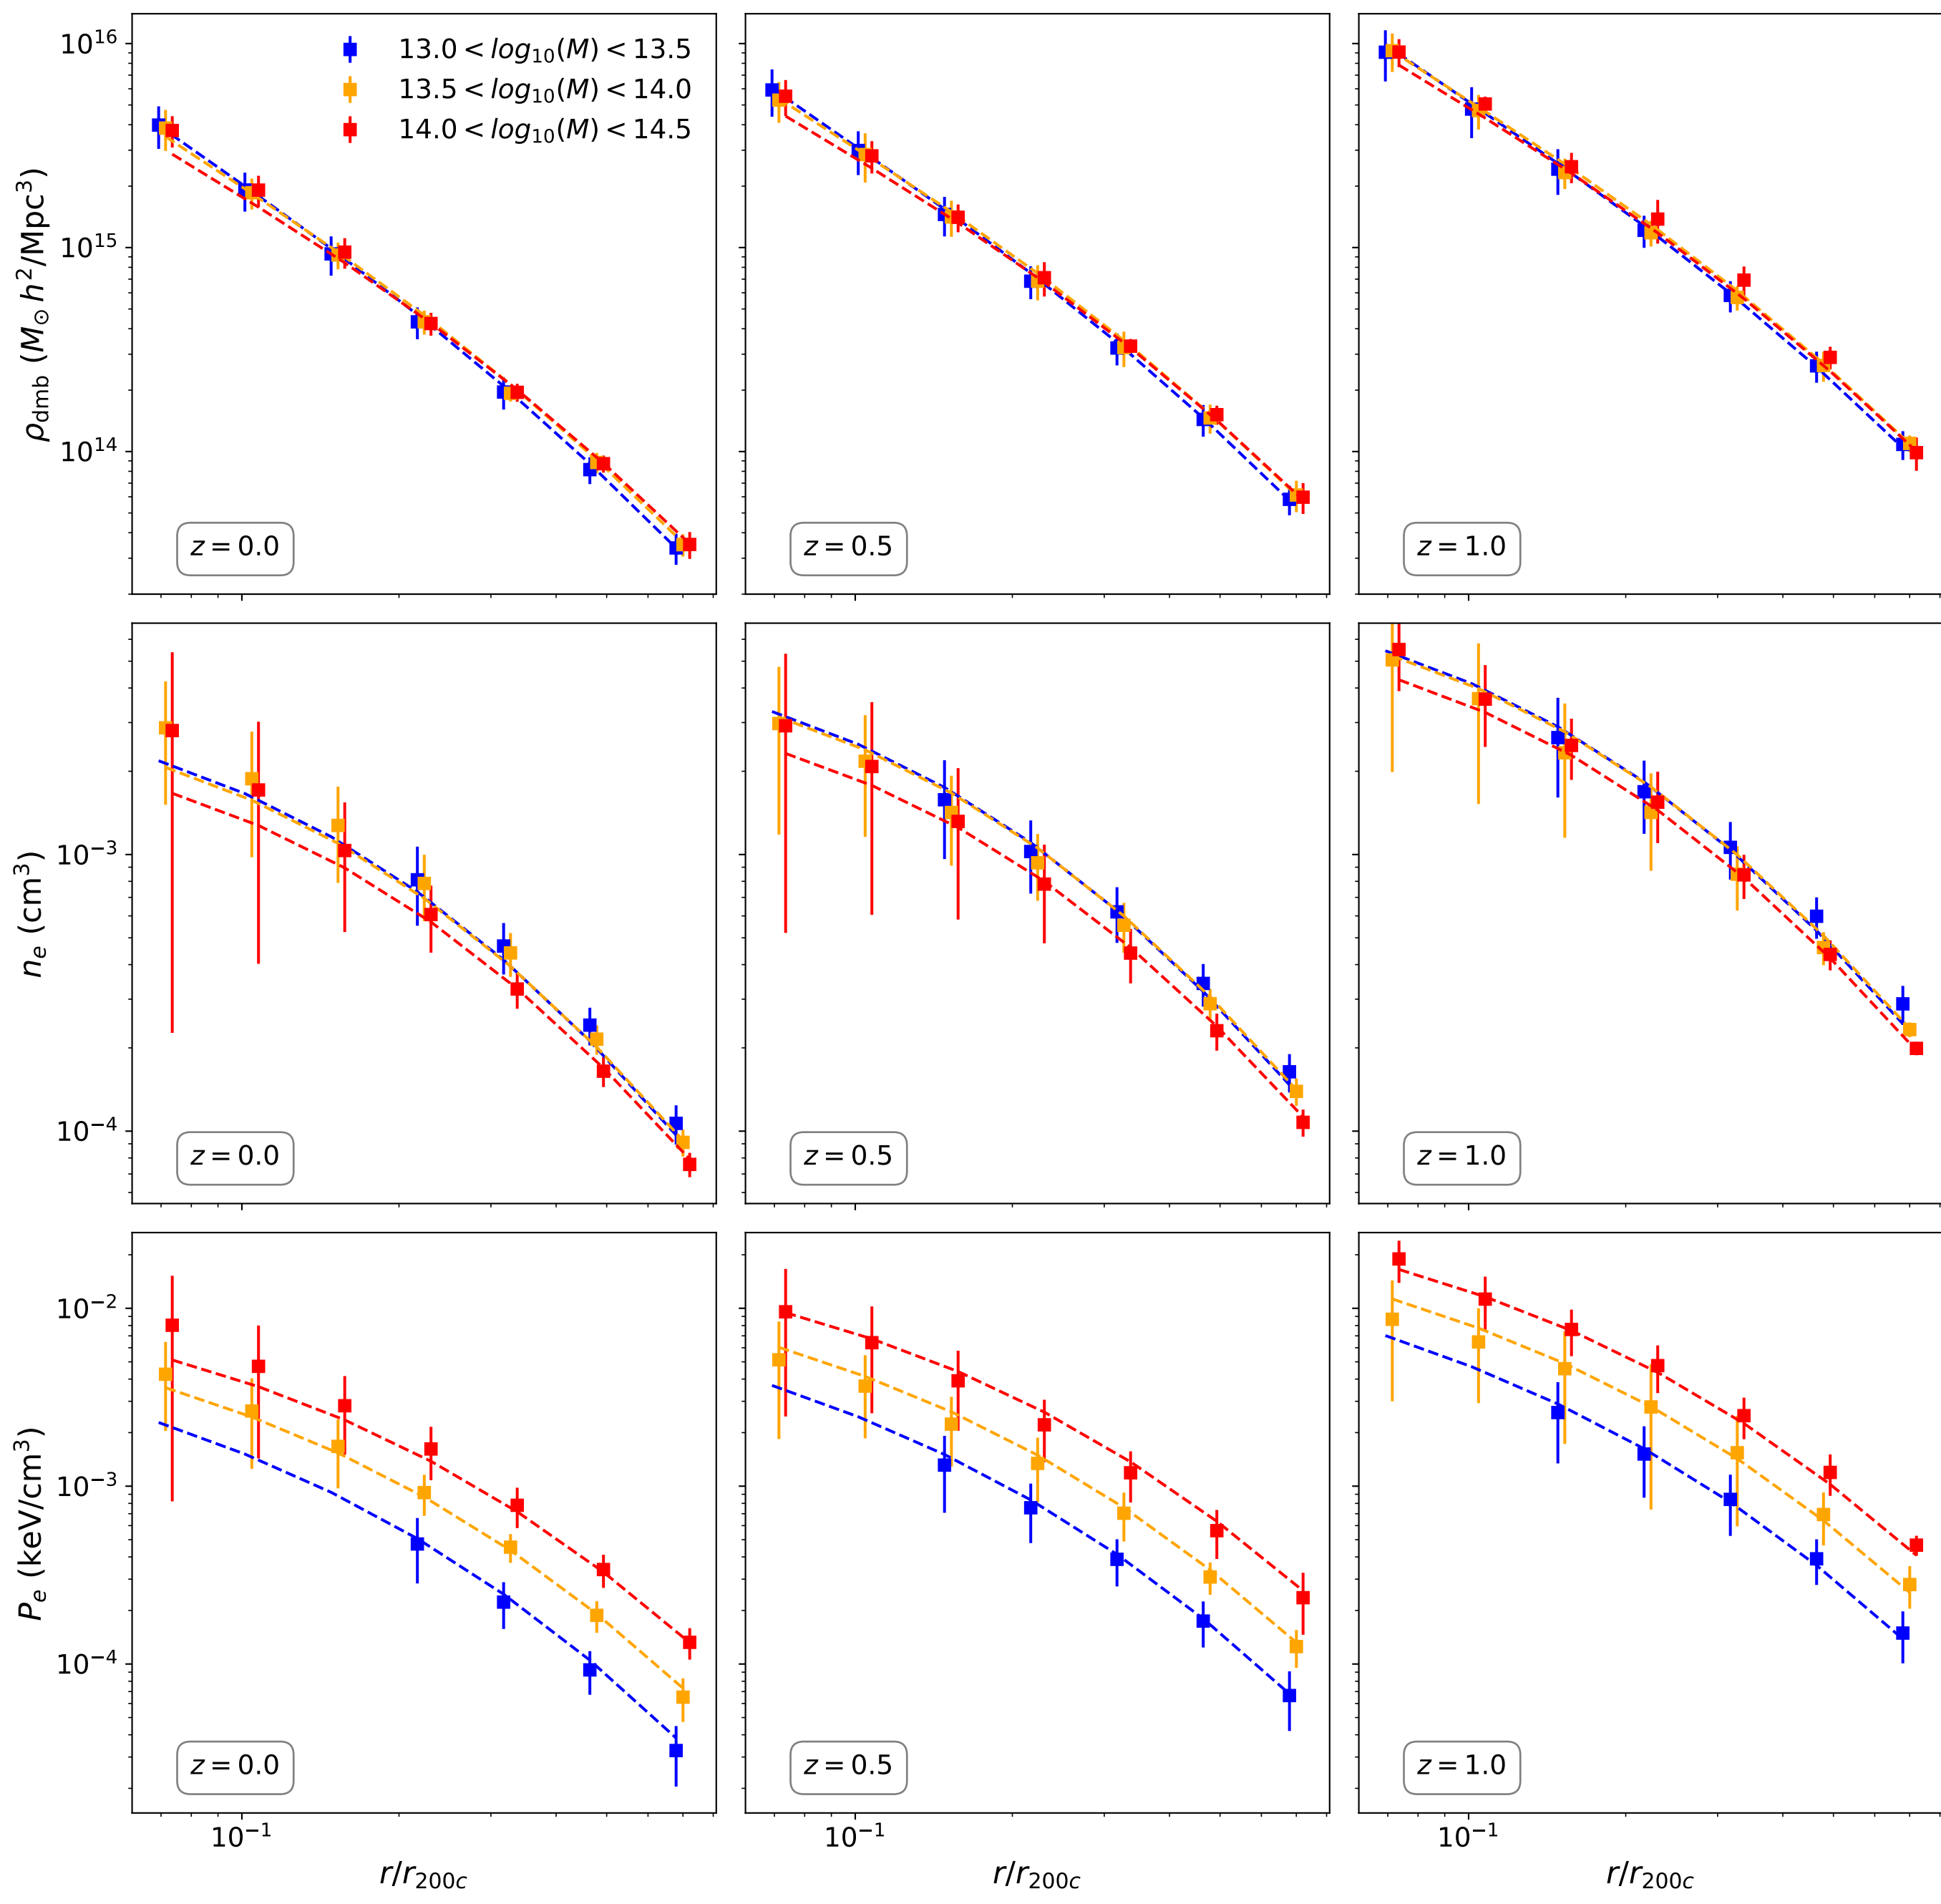 10^16
10^15
10^14
ρ_dmb (M_⊙ h^2/Mpc^3)
13.0 < log_10(M) < 13.5
13.5 < log_10(M) < 14.0
14.0 < log_10(M) < 14.5
z = 0.0
z = 0.5
z = 1.0
10^−3
10^−4
n_e (cm^3)
z = 0.0
z = 0.5
z = 1.0
10^−2
10^−3
10^−4
P_e (keV/cm^3)
z = 0.0
z = 0.5
z = 1.0
10^−1
10^−1
10^−1
r/r_200c
r/r_200c
r/r_200c